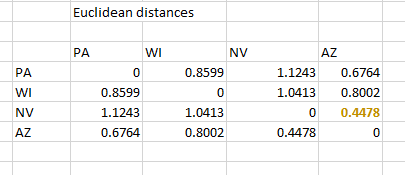 Euclidean distances
PA WI NV AZ
PA 0 0.8599 1.1243 0.6764
WI 0.8599 0 1.0413 0.8002
NV 1.1243 1.0413 0 0.4478
AZ 0.6764 0.8002 0.4478 0